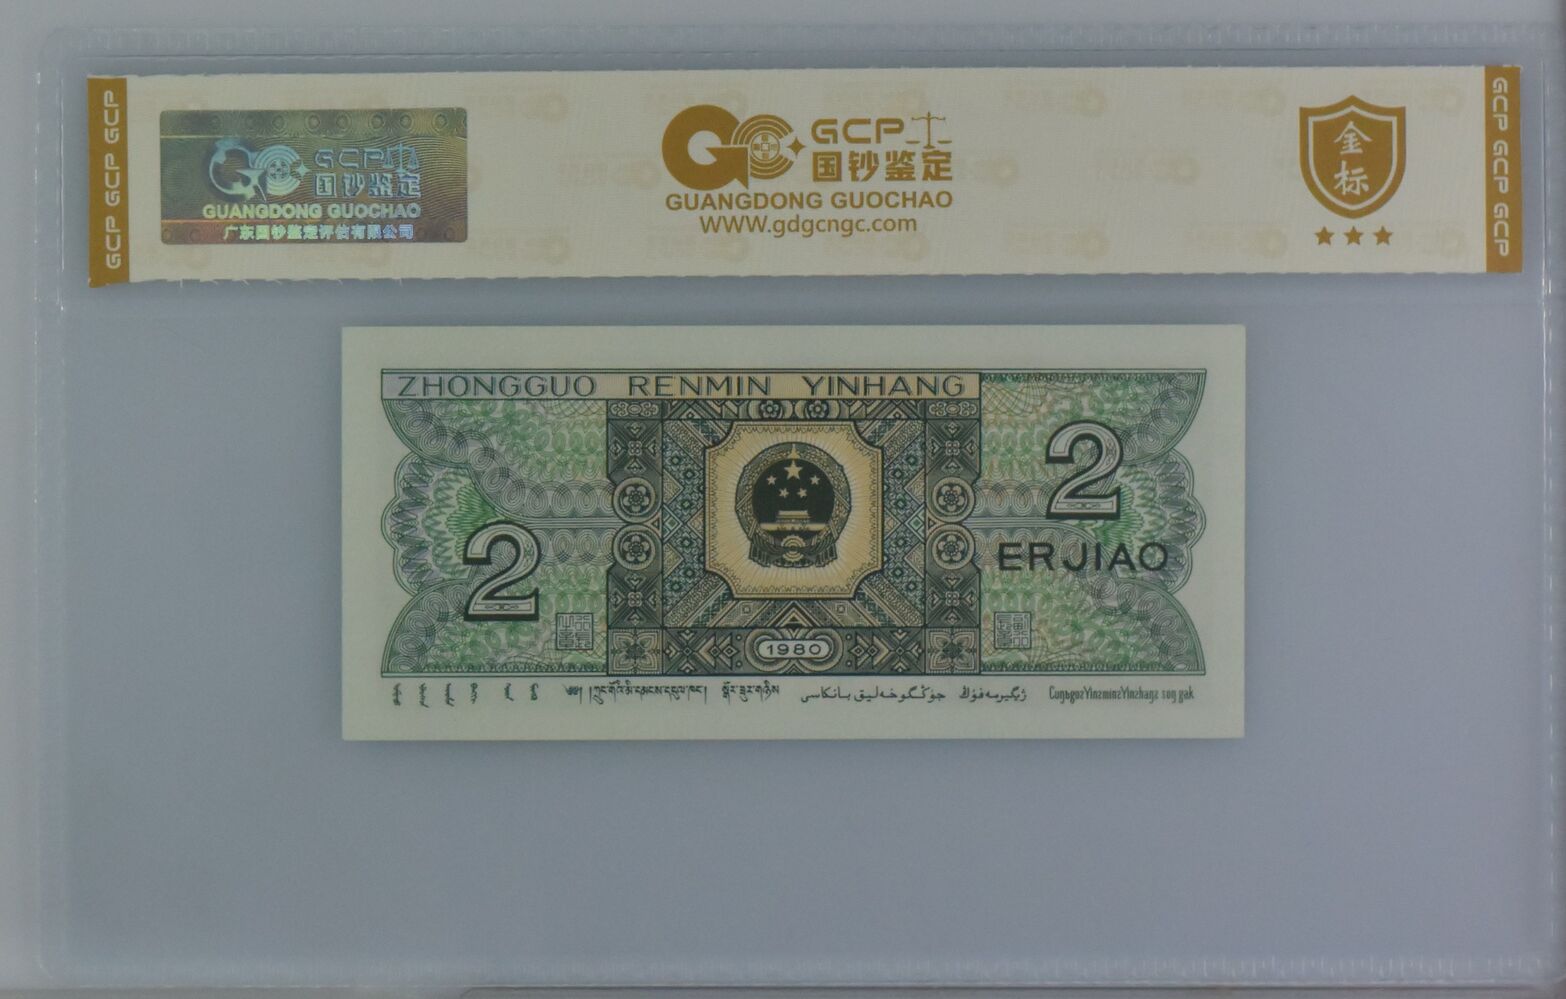 GCP GCP GCP
GCP
国钞鉴定
GUANGDONG GUOCHAO
广东国钞鉴定评估有限公司
GCP
国钞鉴定
GUANGDONG GUOCHAO
WWW.gdgcngc.com
金标
GCP GCP GCP
ZHONGGUO RENMIN YINHANG
2
2
ER JIAO
1980